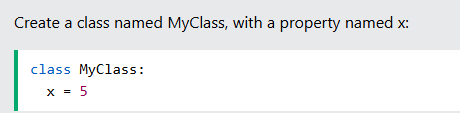 Create a class named MyClass, with a property named x:
class MyClass:
  x = 5